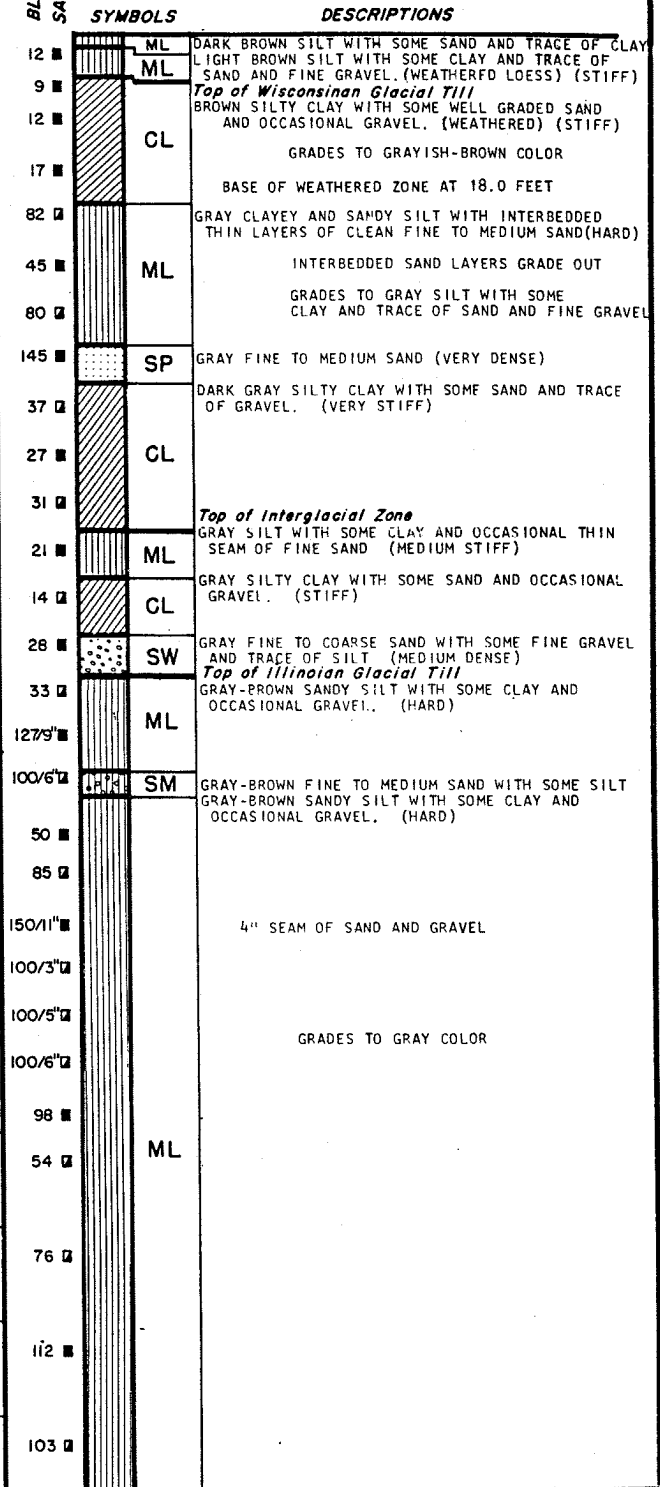 BL SA SYMBOLS DESCRIPTIONS
ML DARK BROWN SILT WITH SOME SAND AND TRACE OF CLAY
12 ML LIGHT BROWN SILT WITH SOME CLAY AND TRACE OF
SAND AND FINE GRAVEL.(WEATHERED LOESS) (STIFF)
9 Top of Wisconsinan Glacial Till
BROWN SILTY CLAY WITH SOME WELL GRADED SAND
12 AND OCCASIONAL GRAVEL. (WEATHERED) (STIFF)
CL
GRADES TO GRAYISH-BROWN COLOR
17
BASE OF WEATHERED ZONE AT 18.0 FEET
82 GRAY CLAYEY AND SANDY SILT WITH INTERBEDDED
THIN LAYERS OF CLEAN FINE TO MEDIUM SAND(HARD)
45 ML INTERBEDDED SAND LAYERS GRADE OUT
GRADES TO GRAY SILT WITH SOME
80 CLAY AND TRACE OF SAND AND FINE GRAVEL
145 SP GRAY FINE TO MEDIUM SAND (VERY DENSE)
DARK GRAY SILTY CLAY WITH SOME SAND AND TRACE
37 OF GRAVEL. (VERY STIFF)
27 CL
31
Top of Interglacial Zone
GRAY SILT WITH SOME CLAY AND OCCASIONAL THIN
21 ML SEAM OF FINE SAND (MEDIUM STIFF)
GRAY SILTY CLAY WITH SOME SAND AND OCCASIONAL
14 CL GRAVEL. (STIFF)
28 GRAY FINE TO COARSE SAND WITH SOME FINE GRAVEL
SW AND TRACE OF SILT (MEDIUM DENSE)
Top of Illinoian Glacial Till
33 GRAY-BROWN SANDY SILT WITH SOME CLAY AND
OCCASIONAL GRAVEL. (HARD)
ML
127/9"
100/6" SM GRAY-BROWN FINE TO MEDIUM SAND WITH SOME SILT
GRAY-BROWN SANDY SILT WITH SOME CLAY AND
OCCASIONAL GRAVEL. (HARD)
50
85
150/11" 4" SEAM OF SAND AND GRAVEL
100/3"
100/5"
GRADES TO GRAY COLOR
100/6"
98
ML
54
76
112
103